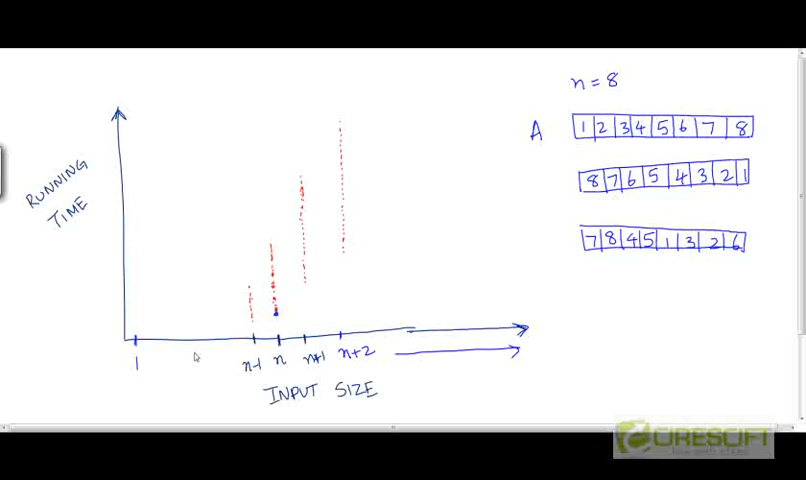 n = 8
A 1 2 3 4 5 6 7 8
8 7 6 5 4 3 2 1
7 8 4 5 1 3 2 6
RUNNING
TIME
1 n-1 n n+1 n+2
INPUT SIZE
CIRESOFT